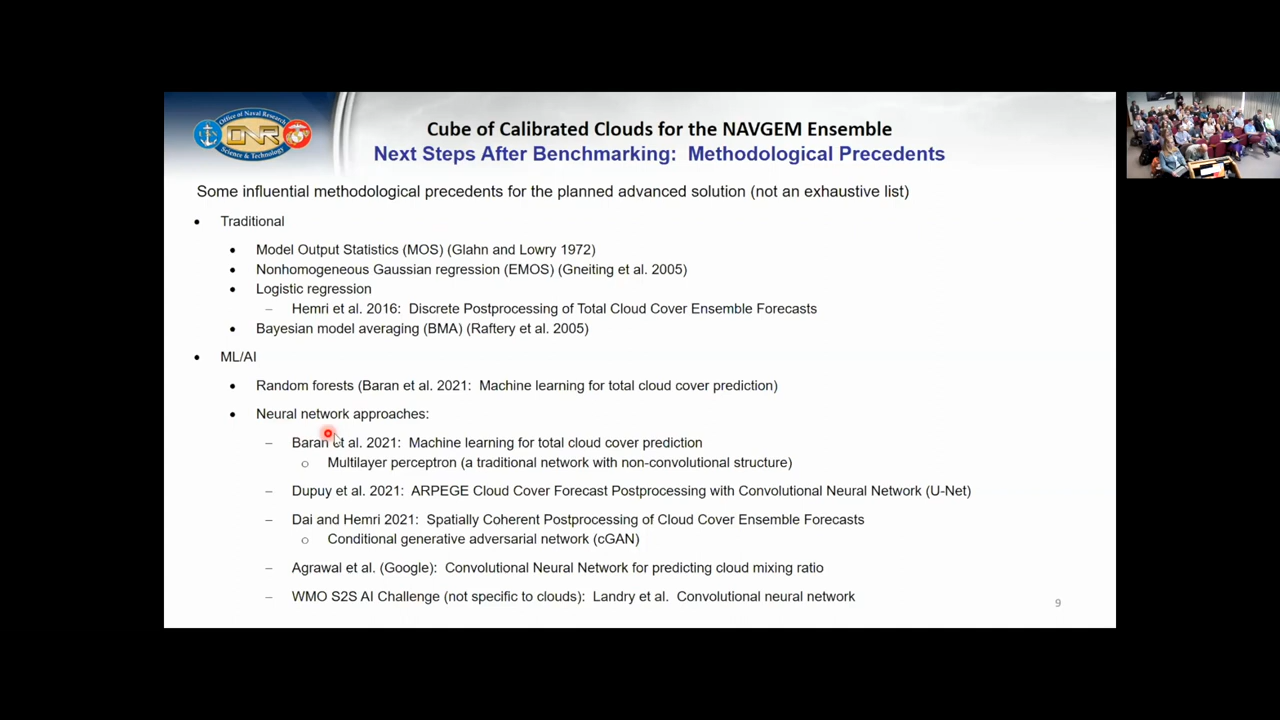 Office of Naval Research
ONR
Science & Technology
Cube of Calibrated Clouds for the NAVGEM Ensemble
Next Steps After Benchmarking: Methodological Precedents
Some influential methodological precedents for the planned advanced solution (not an exhaustive list)
• Traditional
• Model Output Statistics (MOS) (Glahn and Lowry 1972)
• Nonhomogeneous Gaussian regression (EMOS) (Gneiting et al. 2005)
• Logistic regression
– Hemri et al. 2016: Discrete Postprocessing of Total Cloud Cover Ensemble Forecasts
• Bayesian model averaging (BMA) (Raftery et al. 2005)
• ML/AI
• Random forests (Baran et al. 2021: Machine learning for total cloud cover prediction)
• Neural network approaches:
– Baran et al. 2021: Machine learning for total cloud cover prediction
o Multilayer perceptron (a traditional network with non-convolutional structure)
– Dupuy et al. 2021: ARPEGE Cloud Cover Forecast Postprocessing with Convolutional Neural Network (U-Net)
– Dai and Hemri 2021: Spatially Coherent Postprocessing of Cloud Cover Ensemble Forecasts
o Conditional generative adversarial network (cGAN)
– Agrawal et al. (Google): Convolutional Neural Network for predicting cloud mixing ratio
– WMO S2S AI Challenge (not specific to clouds): Landry et al. Convolutional neural network
9